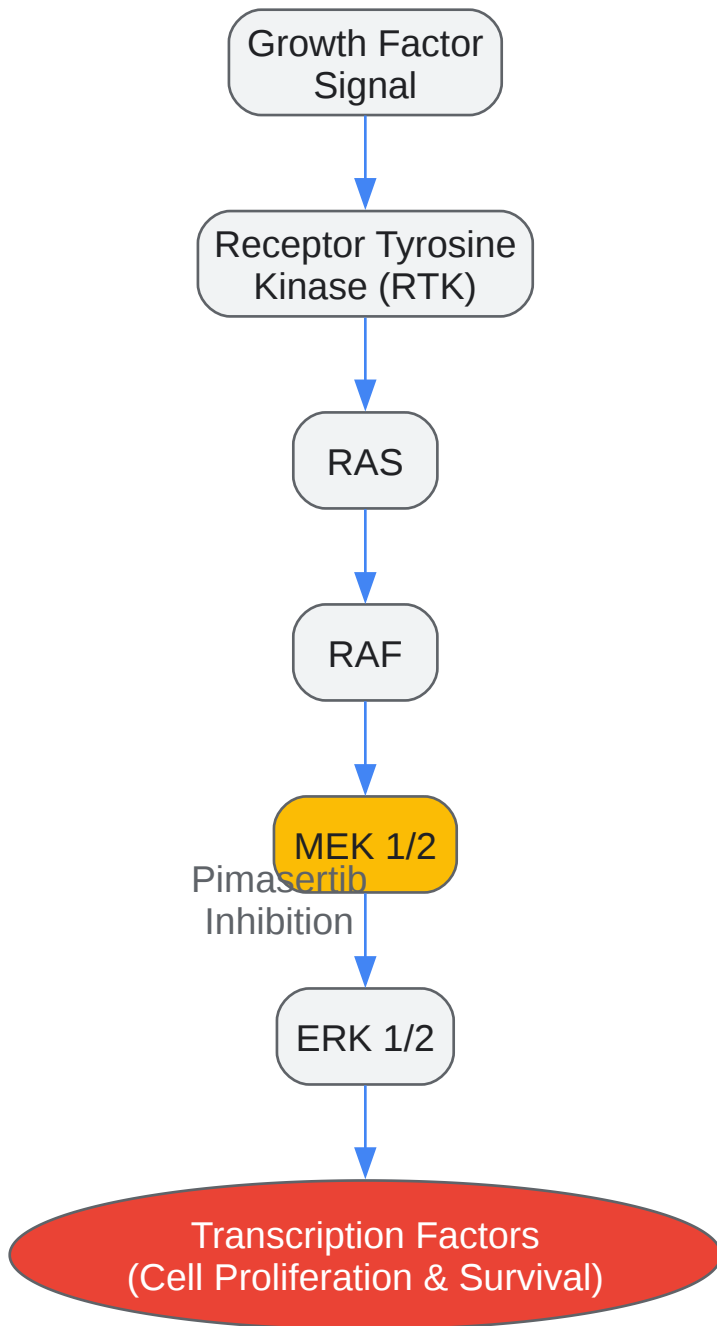 Growth Factor
Signal
Receptor Tyrosine
Kinase (RTK)
RAS
RAF
MEK 1/2
Pimasertib
Inhibition
ERK 1/2
Transcription Factors
(Cell Proliferation & Survival)